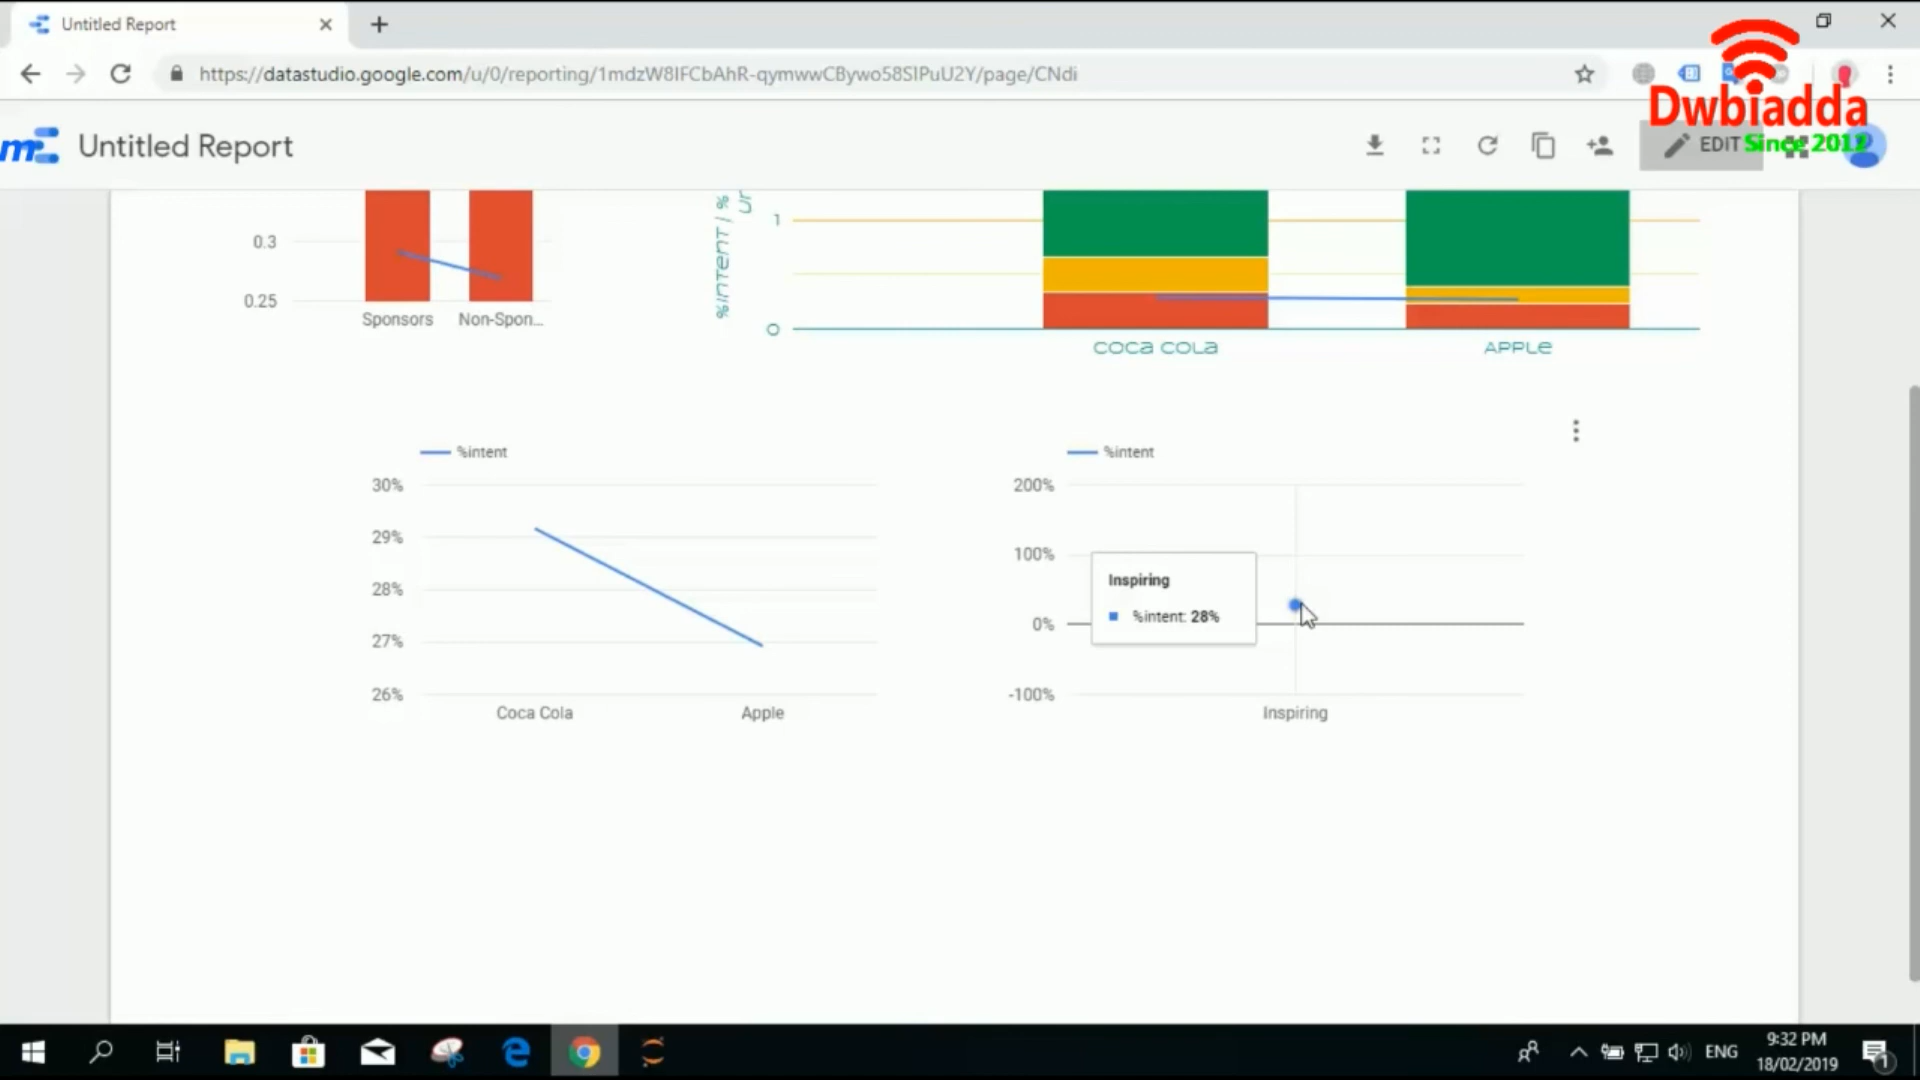 Untitled Report
https://datastudio.google.com/u/0/reporting/1mdzW8IFCbAhR-qymwwCBywo58SlPuU2Y/page/CNdi
Dwbiadda
Since 2012
Untitled Report
EDIT
0.3
0.25
Sponsors
Non-Spon...
%intent | %
1
0
Coca Cola
Apple
%intent
30%
29%
28%
27%
26%
Coca Cola
Apple
%intent
200%
100%
0%
-100%
Inspiring
%intent: 28%
Inspiring
ENG
9:32 PM
18/02/2019
1